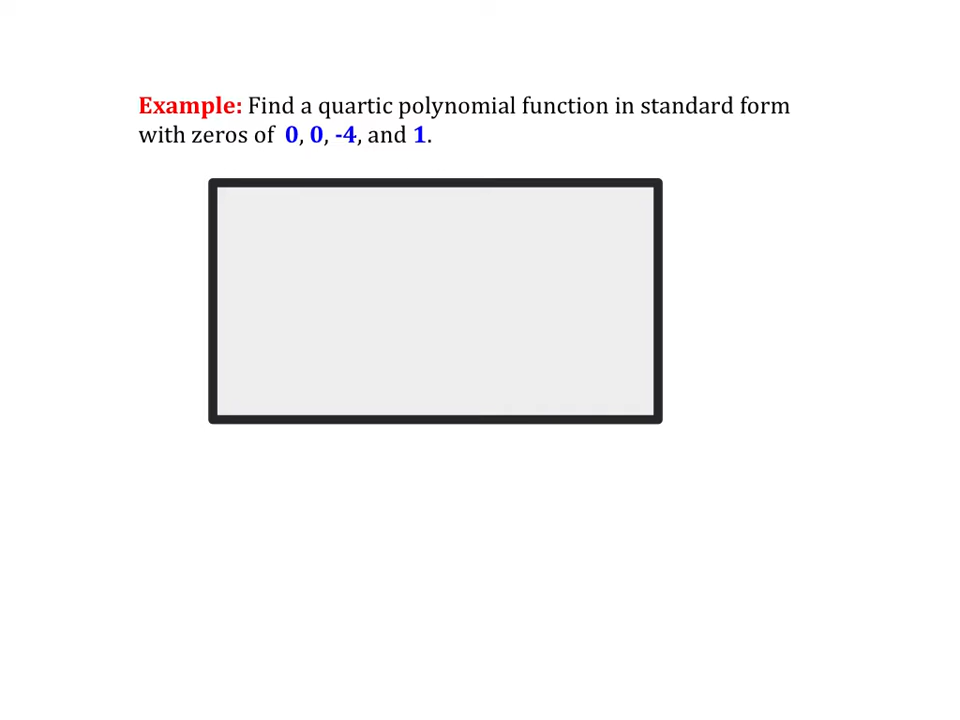 Example: Find a quartic polynomial function in standard form
with zeros of 0, 0, -4, and 1.